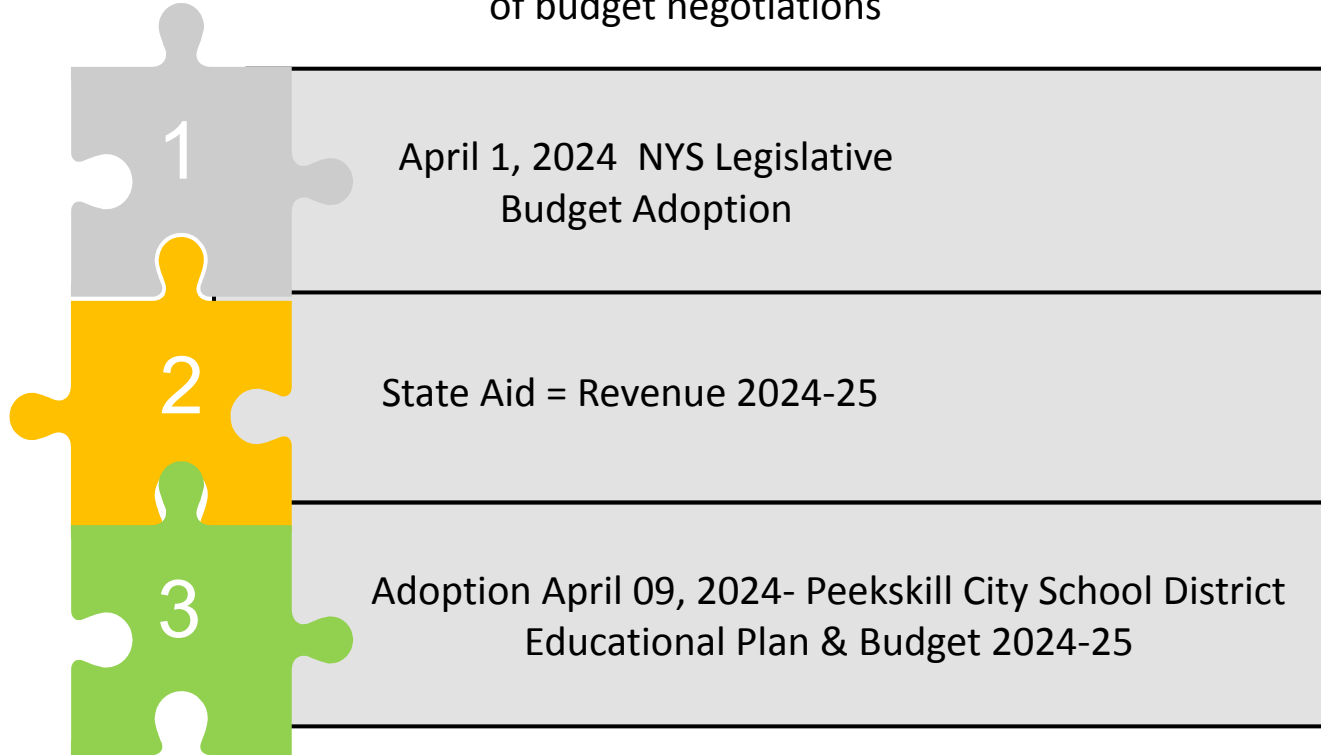 of budget negotiations
1
April 1, 2024 NYS Legislative
Budget Adoption
2
State Aid = Revenue 2024-25
3
Adoption April 09, 2024- Peekskill City School District
Educational Plan & Budget 2024-25